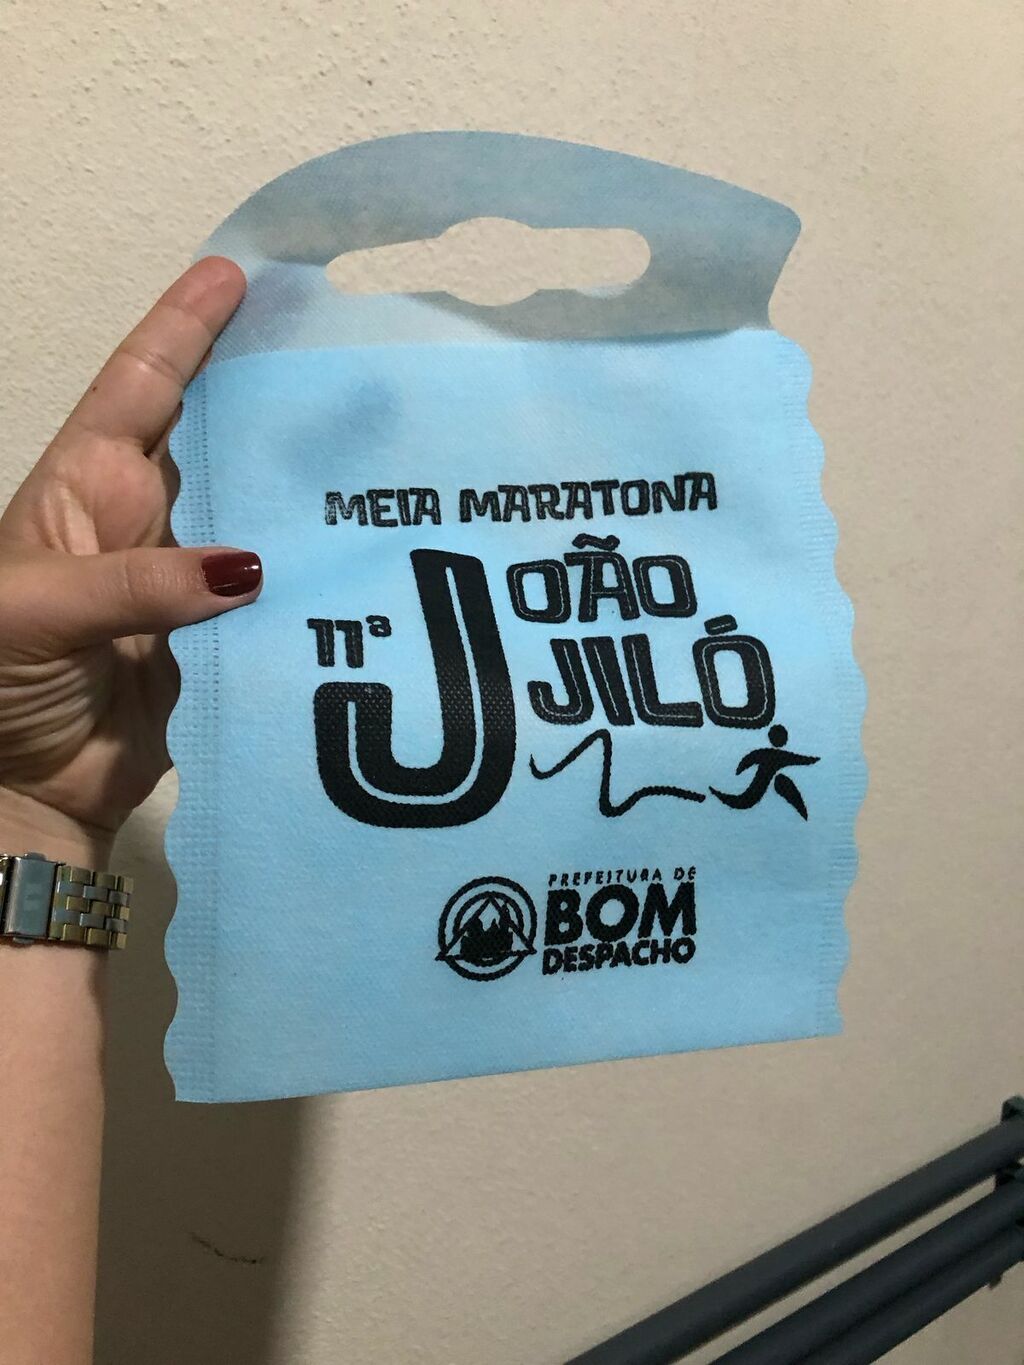 MEIA MARATONA
11ª JOÃO
JILÓ
PREFEITURA DE
BOM
DESPACHO